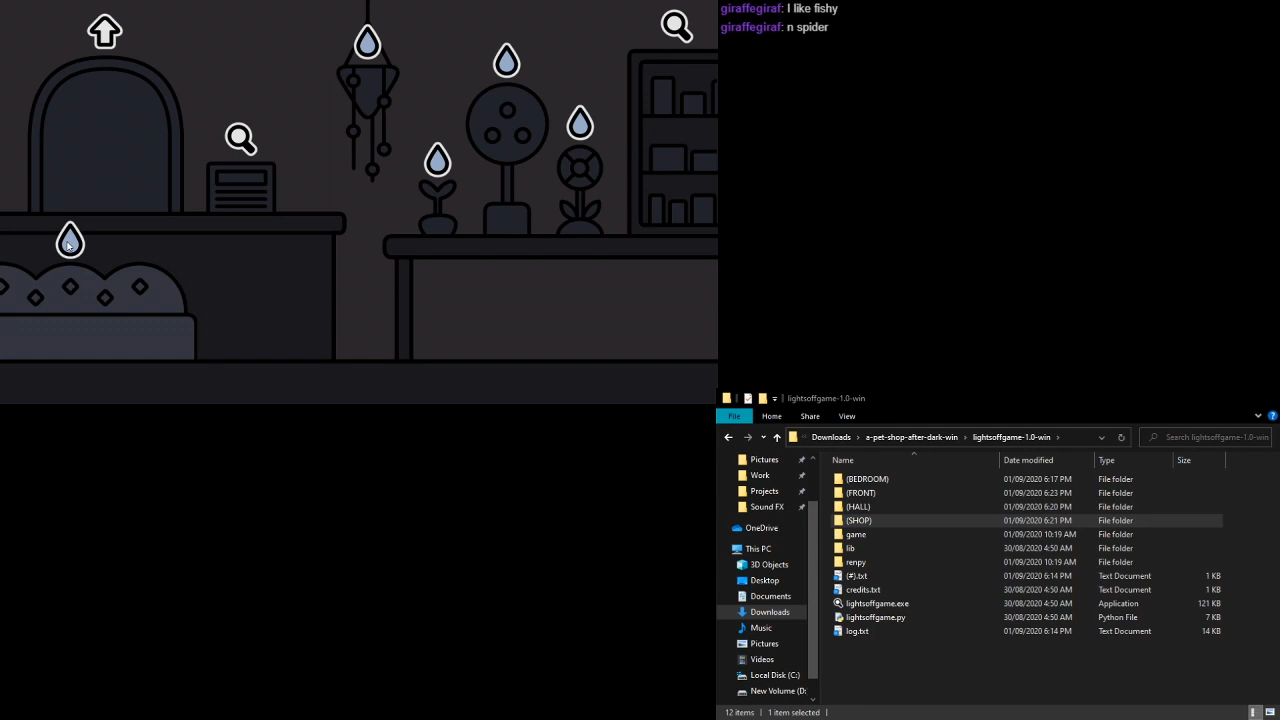 giraffegiraf: I like fishy
giraffegiraf: n spider
lightsoffgame-1.0-win
File Home Share View
Downloads a-pet-shop-after-dark-win lightsoffgame-1.0-win Search lightsoffgame-1.0-win
Pictures
Work
Projects
Sound FX
OneDrive
This PC
3D Objects
Desktop
Documents
Downloads
Music
Pictures
Videos
Local Disk (C:)
New Volume (D:
Name Date modified Type Size
(BEDROOM) 01/09/2020 6:17 PM File folder
(FRONT) 01/09/2020 6:23 PM File folder
(HALL) 01/09/2020 6:20 PM File folder
(SHOP) 01/09/2020 6:21 PM File folder
game 01/09/2020 10:19 AM File folder
lib 30/08/2020 4:50 AM File folder
renpy 01/09/2020 10:19 AM File folder
(#).txt 01/09/2020 6:14 PM Text Document 1 KB
credits.txt 30/08/2020 4:50 AM Text Document 1 KB
lightsoffgame.exe 30/08/2020 4:50 AM Application 121 KB
lightsoffgame.py 30/08/2020 4:50 AM Python File 7 KB
log.txt 01/09/2020 6:14 PM Text Document 14 KB
12 items 1 item selected